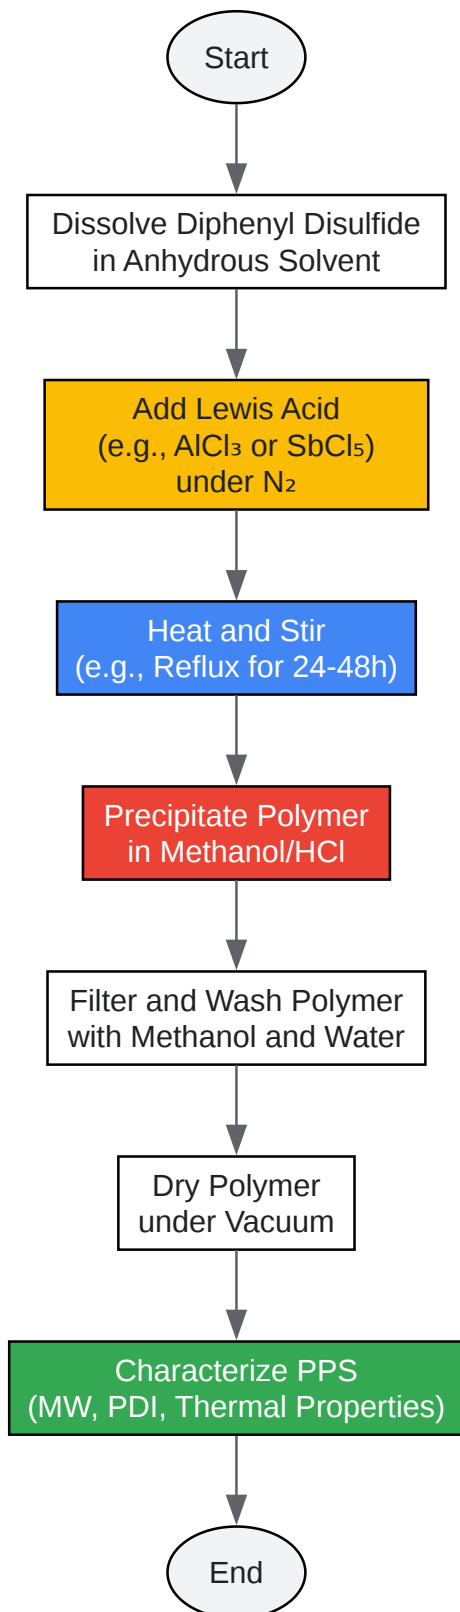 Start
Dissolve Diphenyl Disulfide
in Anhydrous Solvent
Add Lewis Acid
(e.g., AlCl₃ or SbCl₅)
under N₂
Heat and Stir
(e.g., Reflux for 24-48h)
Precipitate Polymer
in Methanol/HCl
Filter and Wash Polymer
with Methanol and Water
Dry Polymer
under Vacuum
Characterize PPS
(MW, PDI, Thermal Properties)
End